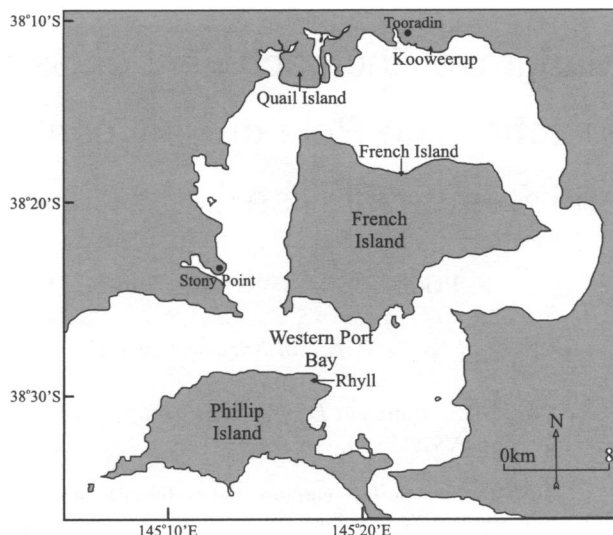 38°10'S
Tooradin
Kooweerup
Quail Island
French Island
38°20'S
French
Island
Stony Point
Western Port
Bay
Rhyll
38°30'S
Phillip
Island
N
0km 8
145°10'E
145°20'E